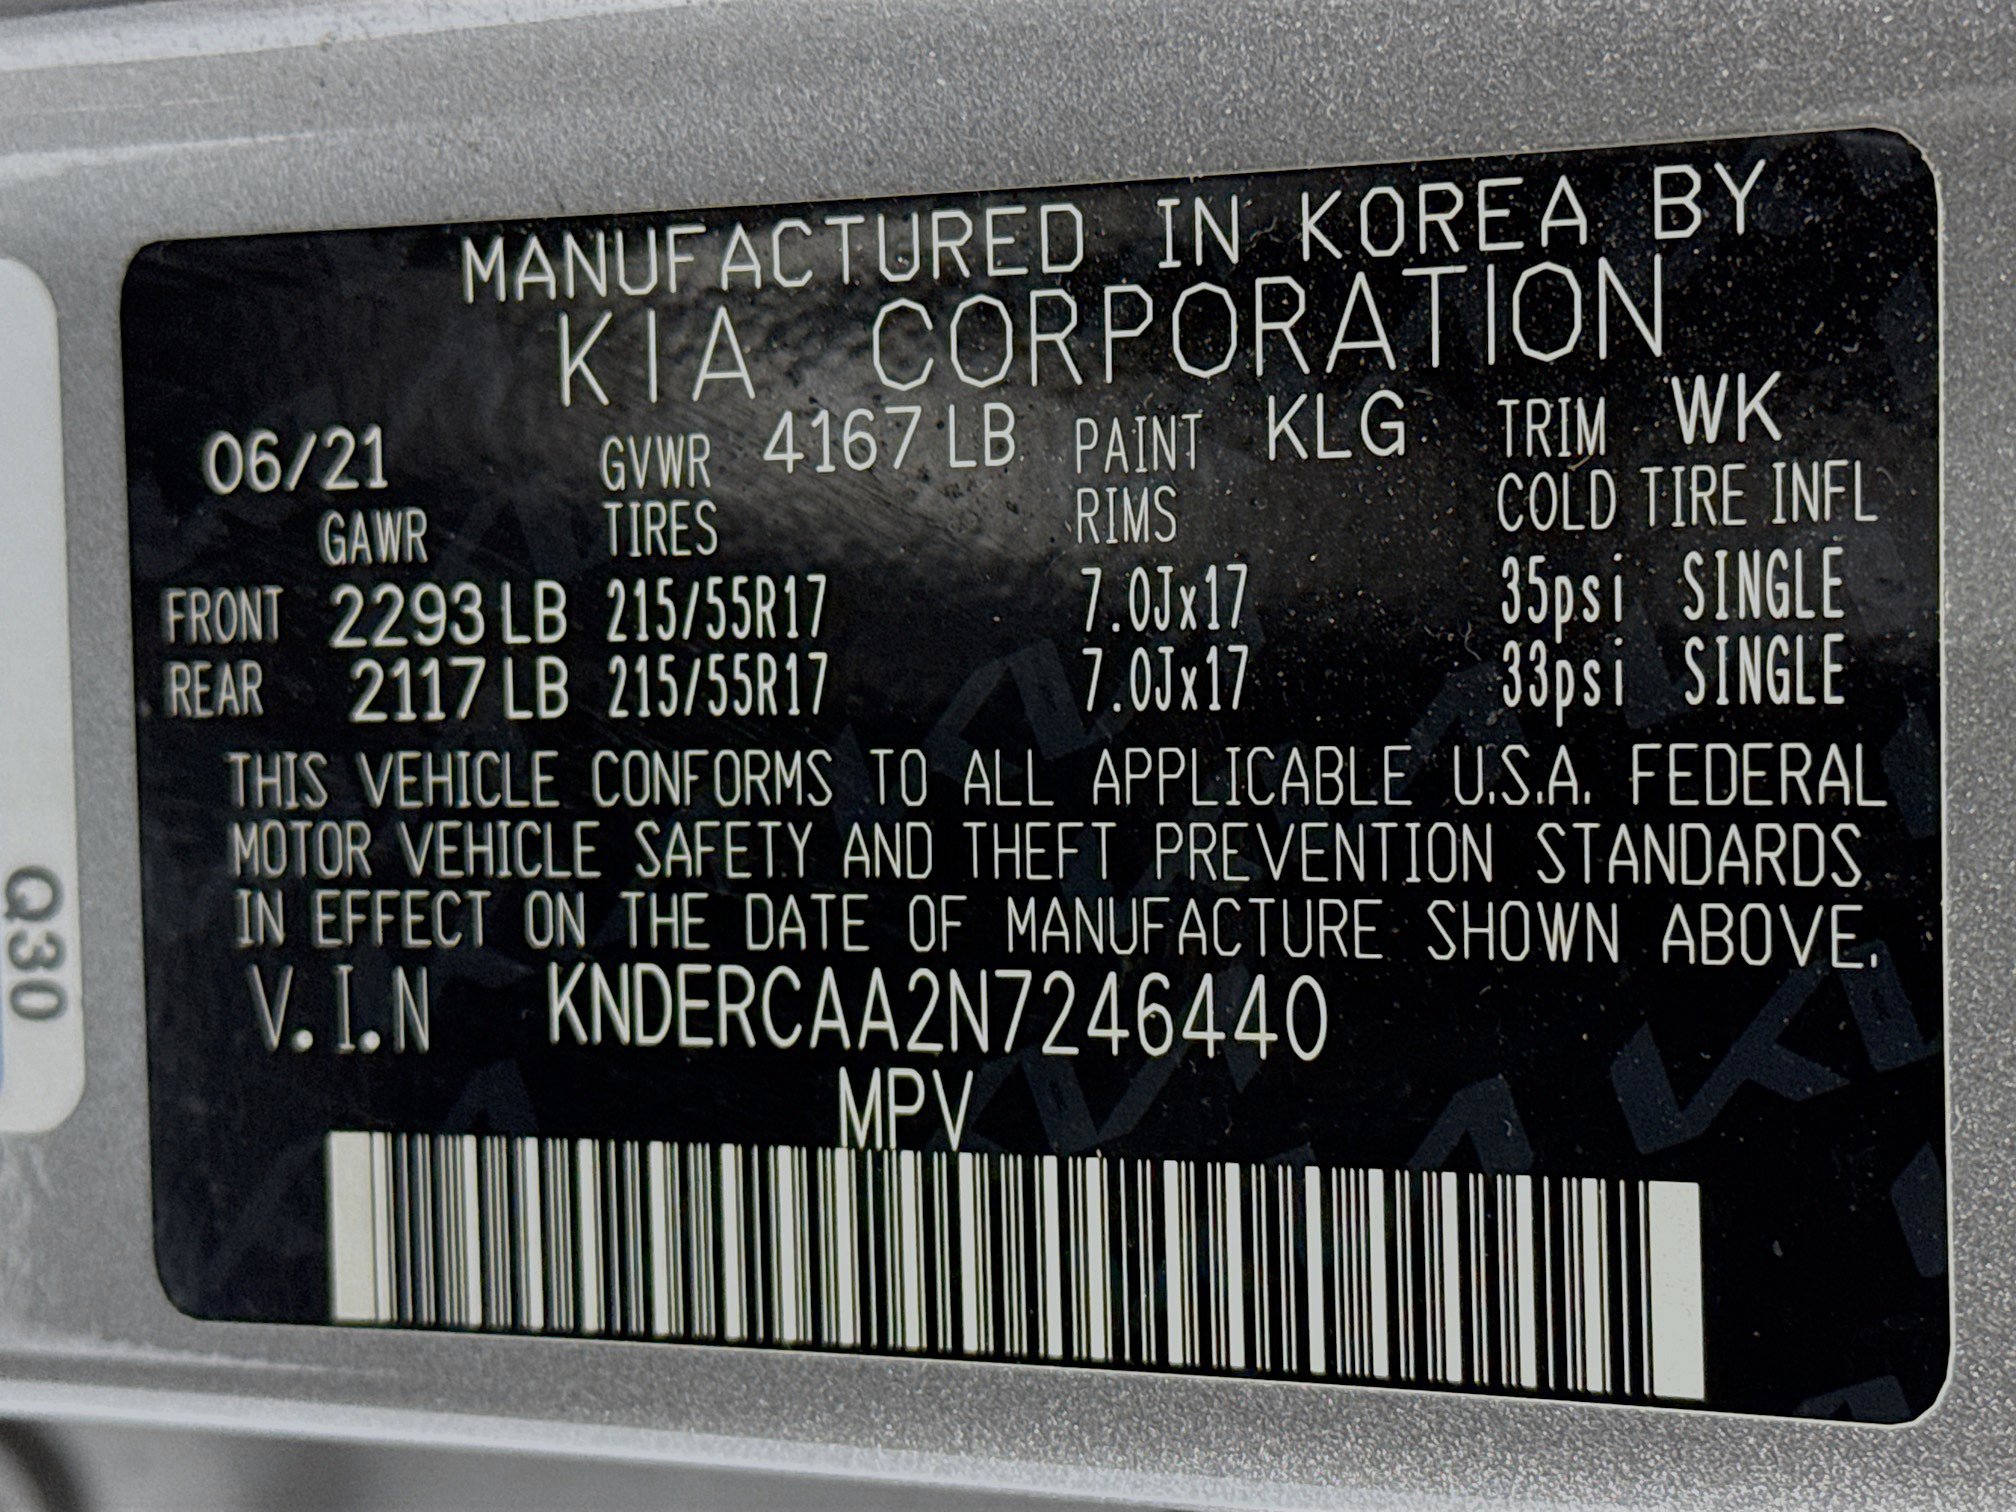 MANUFACTURED IN KOREA BY
KIA CORPORATION
06/21 GVWR 4167 LB PAINT KLG TRIM WK
GAWR TIRES RIMS COLD TIRE INFL
FRONT 2293 LB 215/55R17 7.0Jx17 35psi SINGLE
REAR 2117 LB 215/55R17 7.0Jx17 33psi SINGLE
THIS VEHICLE CONFORMS TO ALL APPLICABLE U.S.A. FEDERAL
MOTOR VEHICLE SAFETY AND THEFT PREVENTION STANDARDS
IN EFFECT ON THE DATE OF MANUFACTURE SHOWN ABOVE.
V.I.N KNDERCAA2N7246440
MPV
Q30